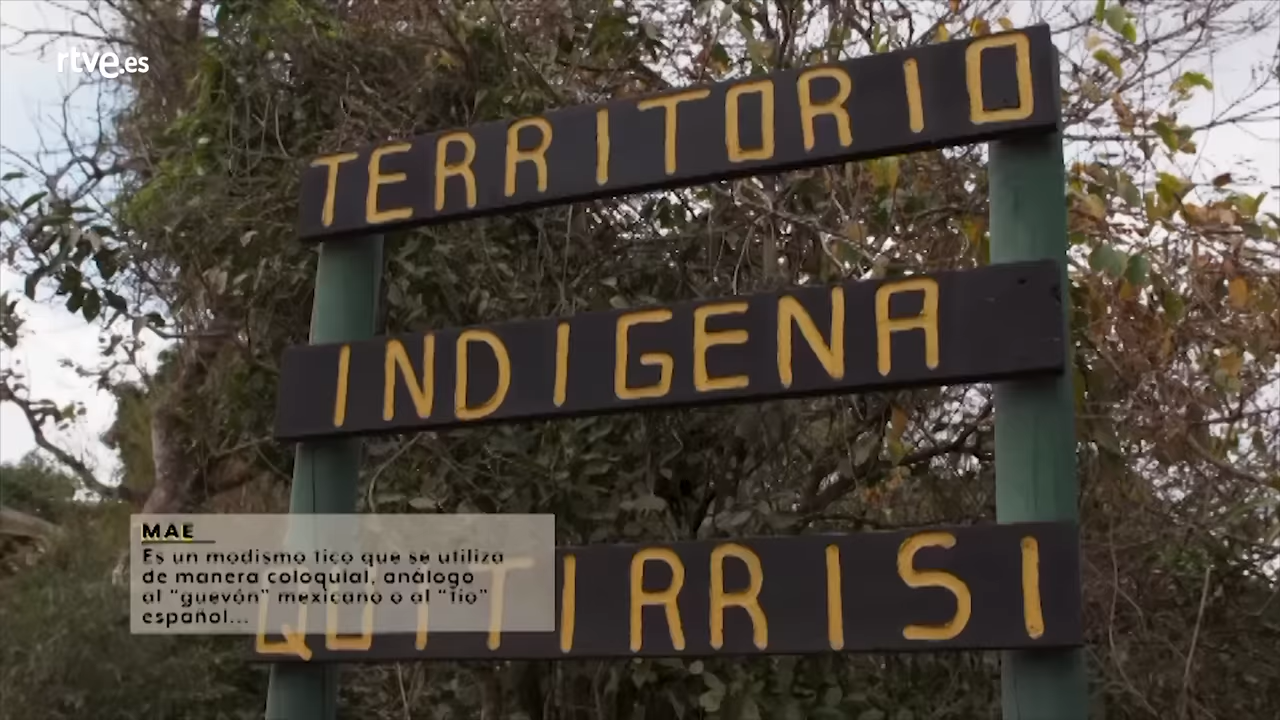 rtve.es
TERRITORIO
INDIGENA
QUITIRRISI
MAE
Es un modismo tico que se utiliza
de manera coloquial, análogo
al "guevón" mexicano o al "tío"
español...